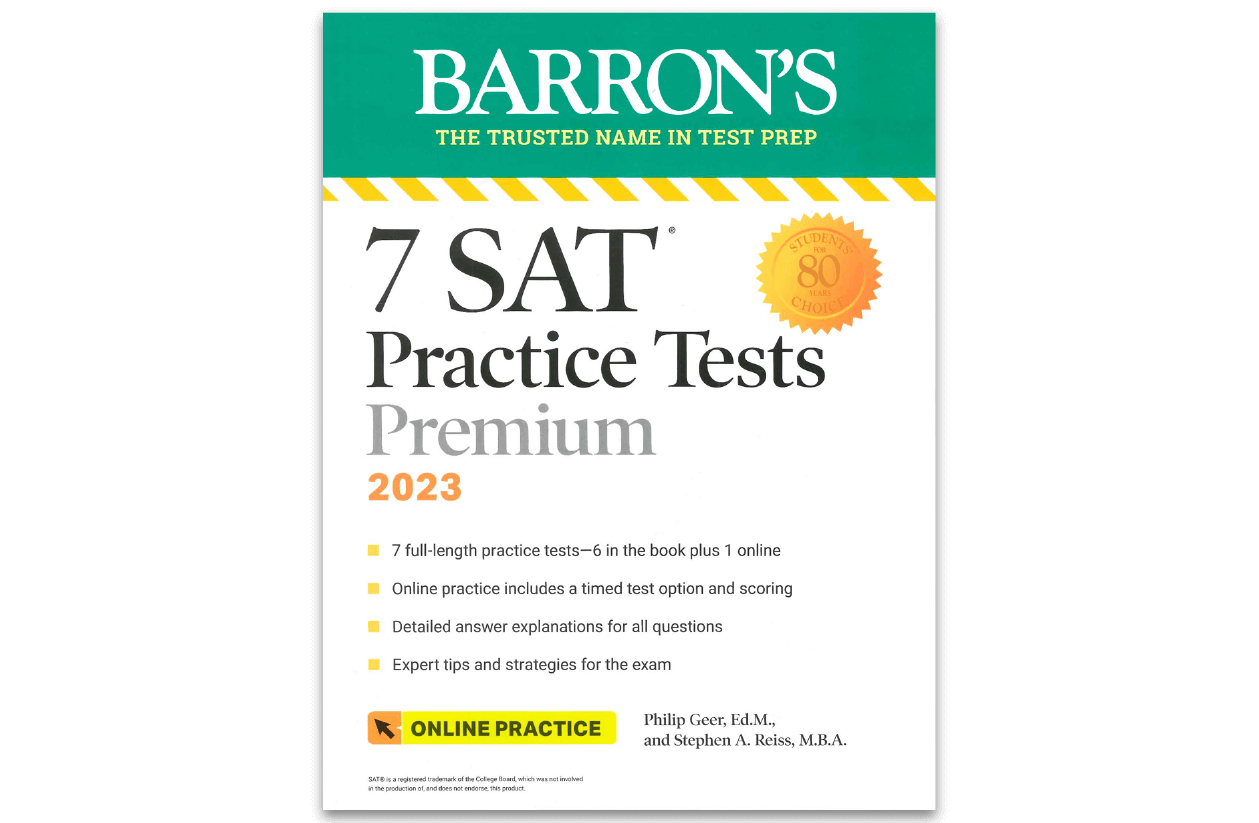 BARRON'S
THE TRUSTED NAME IN TEST PREP
7 SAT®
STUDENTS'
FOR
80
YEARS
CHOICE
Practice Tests
Premium
2023
7 full-length practice tests—6 in the book plus 1 online
Online practice includes a timed test option and scoring
Detailed answer explanations for all questions
Expert tips and strategies for the exam
ONLINE PRACTICE
Philip Geer, Ed.M.,
and Stephen A. Reiss, M.B.A.
SAT® is a registered trademark of the College Board, which was not involved
in the production of, and does not endorse, this product.